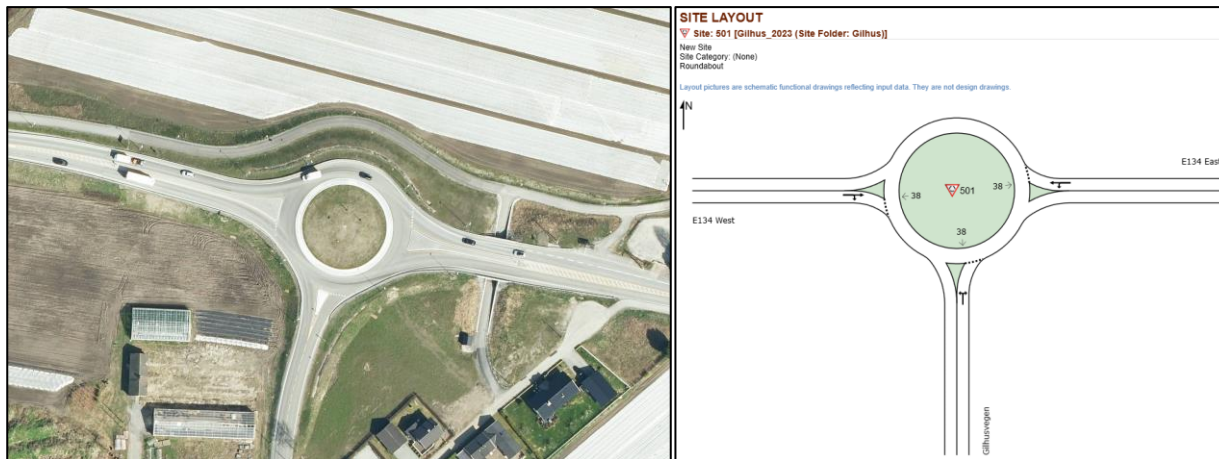 SITE LAYOUT
Site: 501 [Gilhus_2023 (Site Folder: Gilhus)]
New Site
Site Category: (None)
Roundabout
Layout pictures are schematic functional drawings reflecting input data. They are not design drawings.
N
E134 East
38
501
38
E134 West
38
Gilhusvegen